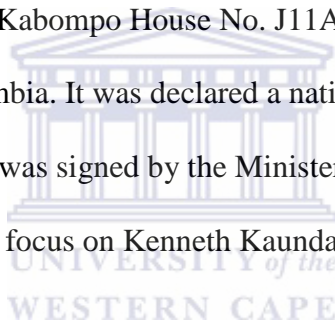 Kabompo House No. J11A
mbia. It was declared a nati
was signed by the Minister
focus on Kenneth Kaunda
UNIVERSITY of the
WESTERN CAPE